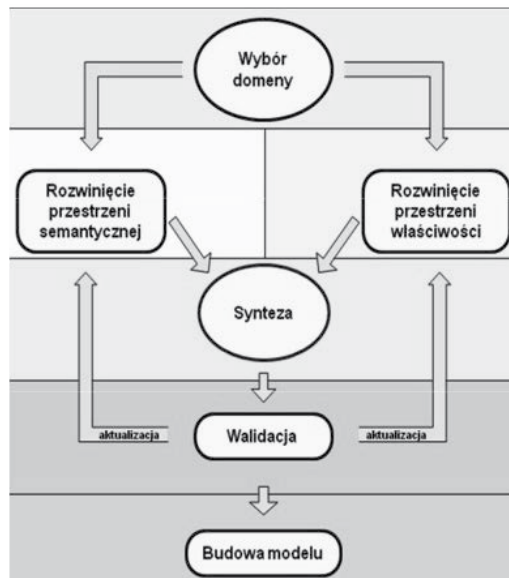 Wybór
domeny
Rozwinięcie
przestrzeni
semantycznej
Rozwinięcie
przestrzeni
właściwości
Synteza
aktualizacja
Walidacja
aktualizacja
Budowa modelu